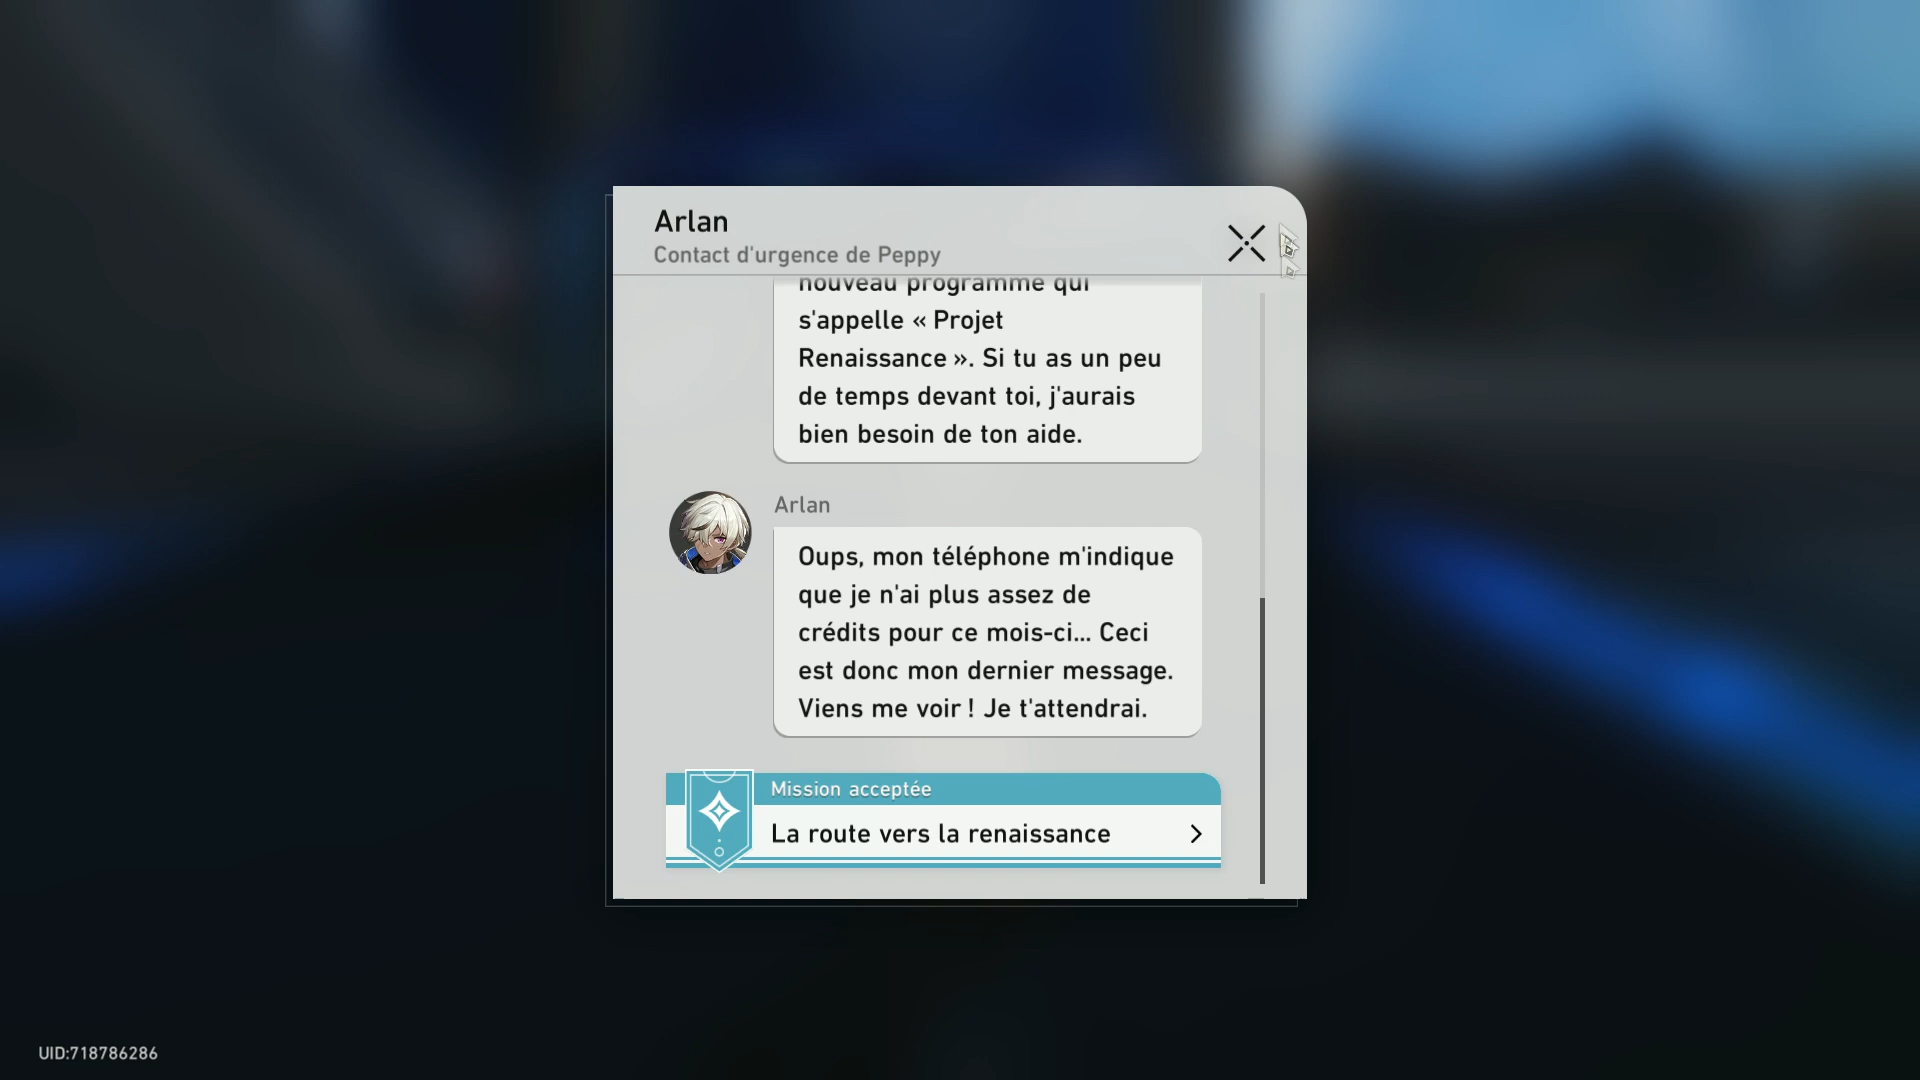 Arlan
Contact d'urgence de Peppy
nouveau programme qui
s'appelle « Projet
Renaissance ». Si tu as un peu
de temps devant toi, j'aurais
bien besoin de ton aide.
Arlan
Oups, mon téléphone m'indique
que je n'ai plus assez de
crédits pour ce mois-ci... Ceci
est donc mon dernier message.
Viens me voir ! Je t'attendrai.
Mission acceptée
La route vers la renaissance
UID:718786286